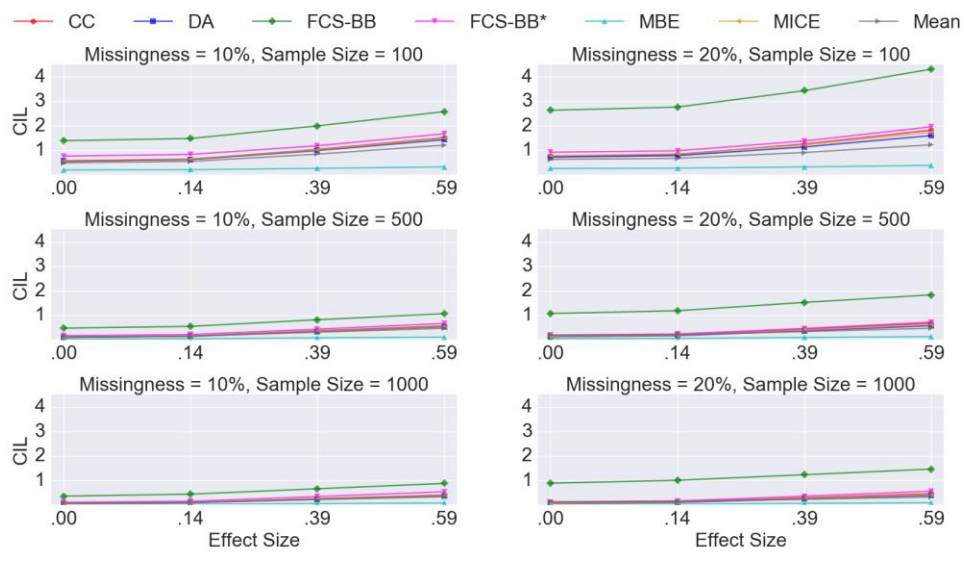 CC DA FCS-BB FCS-BB* MBE MICE Mean
Missingness = 10%, Sample Size = 100
Missingness = 20%, Sample Size = 100
CIL
4
3
2
1
.00 .14 .39 .59
4
3
2
1
.00 .14 .39 .59
Missingness = 10%, Sample Size = 500
Missingness = 20%, Sample Size = 500
CIL
4
3
2
1
.00 .14 .39 .59
4
3
2
1
.00 .14 .39 .59
Missingness = 10%, Sample Size = 1000
Missingness = 20%, Sample Size = 1000
CIL
4
3
2
1
.00 .14 .39 .59
Effect Size
4
3
2
1
.00 .14 .39 .59
Effect Size